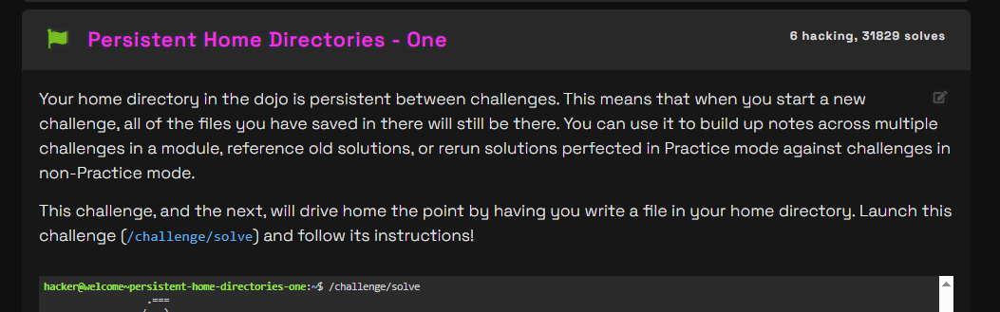 Persistent Home Directories - One
6 hacking, 31829 solves
Your home directory in the dojo is persistent between challenges. This means that when you start a new
challenge, all of the files you have saved in there will still be there. You can use it to build up notes across multiple
challenges in a module, reference old solutions, or rerun solutions perfected in Practice mode against challenges in
non-Practice mode.
This challenge, and the next, will drive home the point by having you write a file in your home directory. Launch this
challenge (/challenge/solve) and follow its instructions!
hacker@welcome~persistent-home-directories-one:~$ /challenge/solve
.===